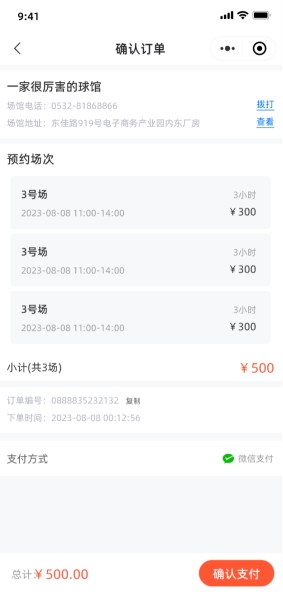 9:41
确认订单
一家很厉害的球馆
场馆电话：0532-81868866 拨打
场馆地址：东佳路919号电子商务产业园内东厂房 查看
预约场次
3号场 3小时
2023-08-08 11:00-14:00 ¥300
3号场 3小时
2023-08-08 11:00-14:00 ¥300
3号场 3小时
2023-08-08 11:00-14:00 ¥300
小计(共3场) ¥500
订单编号：0888835232132 复制
下单时间：2023-08-08 00:12:56
支付方式 微信支付
总计¥500.00 确认支付